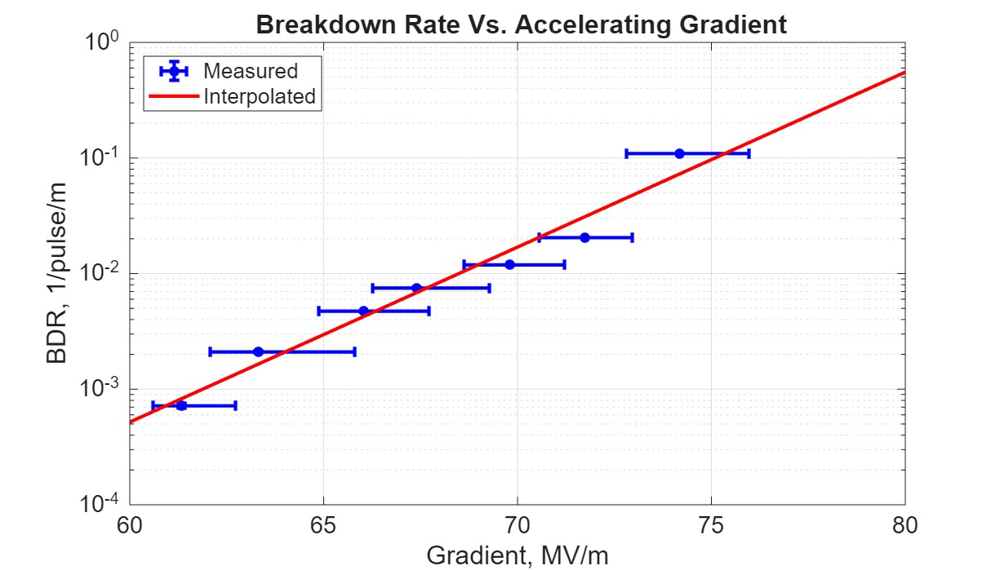 Breakdown Rate Vs. Accelerating Gradient
10^0
Measured
Interpolated
10^-1
10^-2
10^-3
10^-4
BDR, 1/pulse/m
60 65 70 75 80
Gradient, MV/m